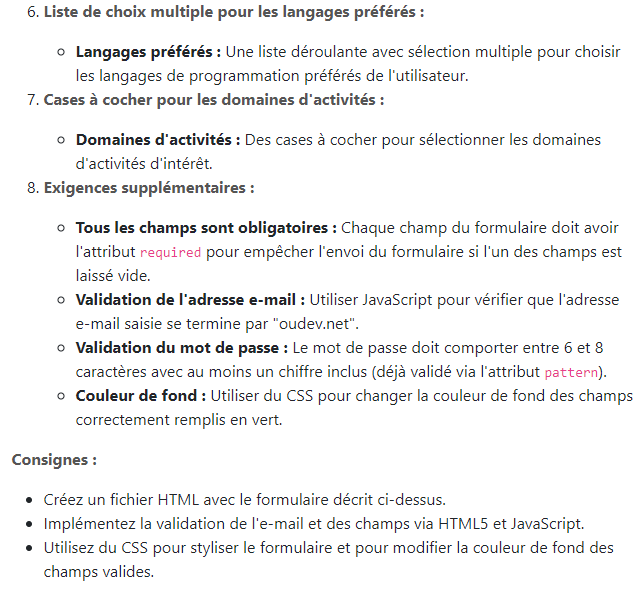 6. Liste de choix multiple pour les langages préférés :
Langages préférés : Une liste déroulante avec sélection multiple pour choisir
les langages de programmation préférés de l'utilisateur.
7. Cases à cocher pour les domaines d'activités :
Domaines d'activités : Des cases à cocher pour sélectionner les domaines
d'activités d'intérêt.
8. Exigences supplémentaires :
Tous les champs sont obligatoires : Chaque champ du formulaire doit avoir
l'attribut required pour empêcher l'envoi du formulaire si l'un des champs est
laissé vide.
Validation de l'adresse e-mail : Utiliser JavaScript pour vérifier que l'adresse
e-mail saisie se termine par "oudev.net".
Validation du mot de passe : Le mot de passe doit comporter entre 6 et 8
caractères avec au moins un chiffre inclus (déjà validé via l'attribut pattern).
Couleur de fond : Utiliser du CSS pour changer la couleur de fond des champs
correctement remplis en vert.
Consignes :
Créez un fichier HTML avec le formulaire décrit ci-dessus.
Implémentez la validation de l'e-mail et des champs via HTML5 et JavaScript.
Utilisez du CSS pour styliser le formulaire et pour modifier la couleur de fond des
champs valides.